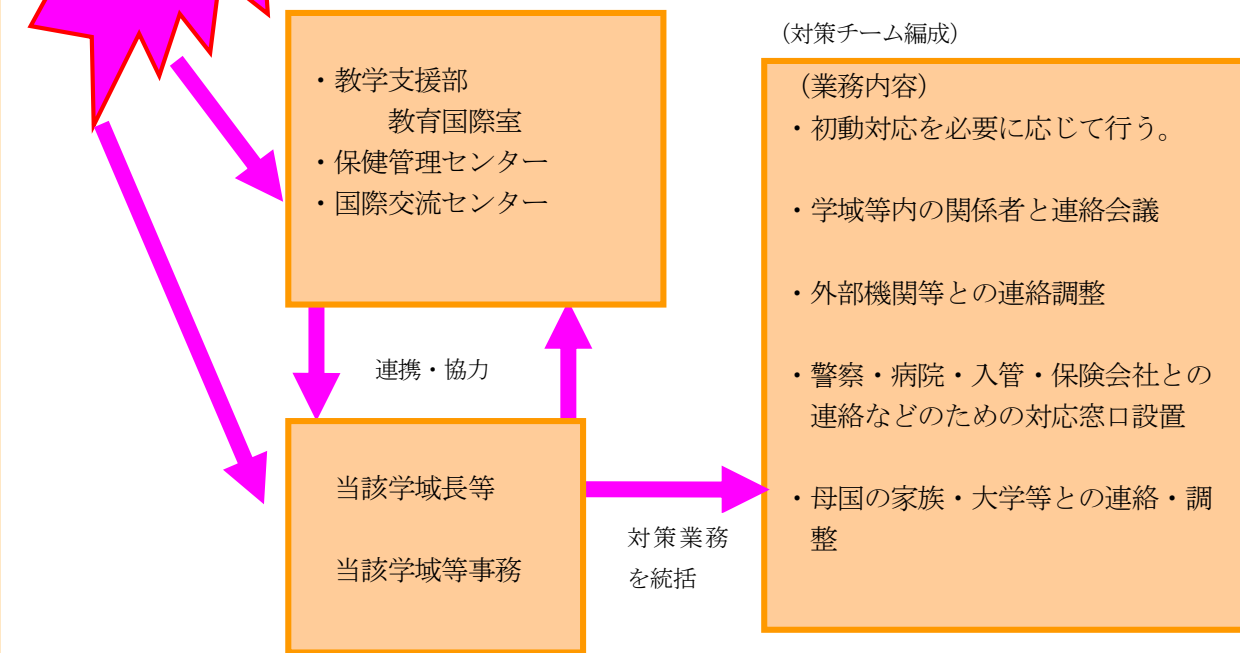 ・教学支援部
教育国際室
・保健管理センター
・国際交流センター
連携・協力
当該学域長等
当該学域等事務
対策業務
を統括
（対策チーム編成）
（業務内容）
・初動対応を必要に応じて行う。
・学域等内の関係者と連絡会議
・外部機関等との連絡調整
・警察・病院・入管・保険会社との
連絡などのための対応窓口設置
・母国の家族・大学等との連絡・調
整